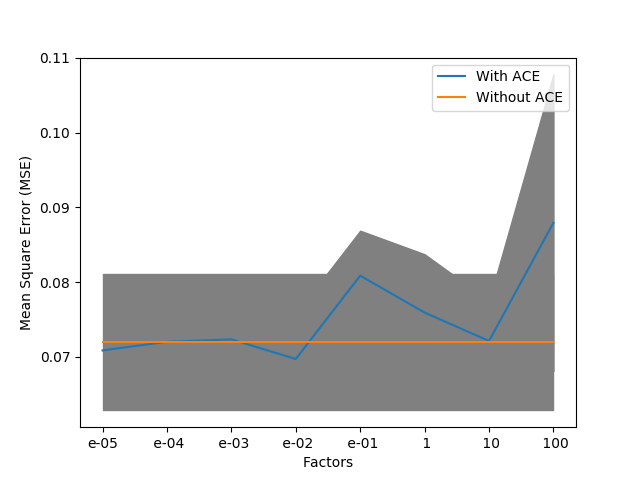 0.11
0.10
0.09
0.08
0.07
Mean Square Error (MSE)
With ACE
Without ACE
e-05 e-04 e-03 e-02 e-01 1 10 100
Factors